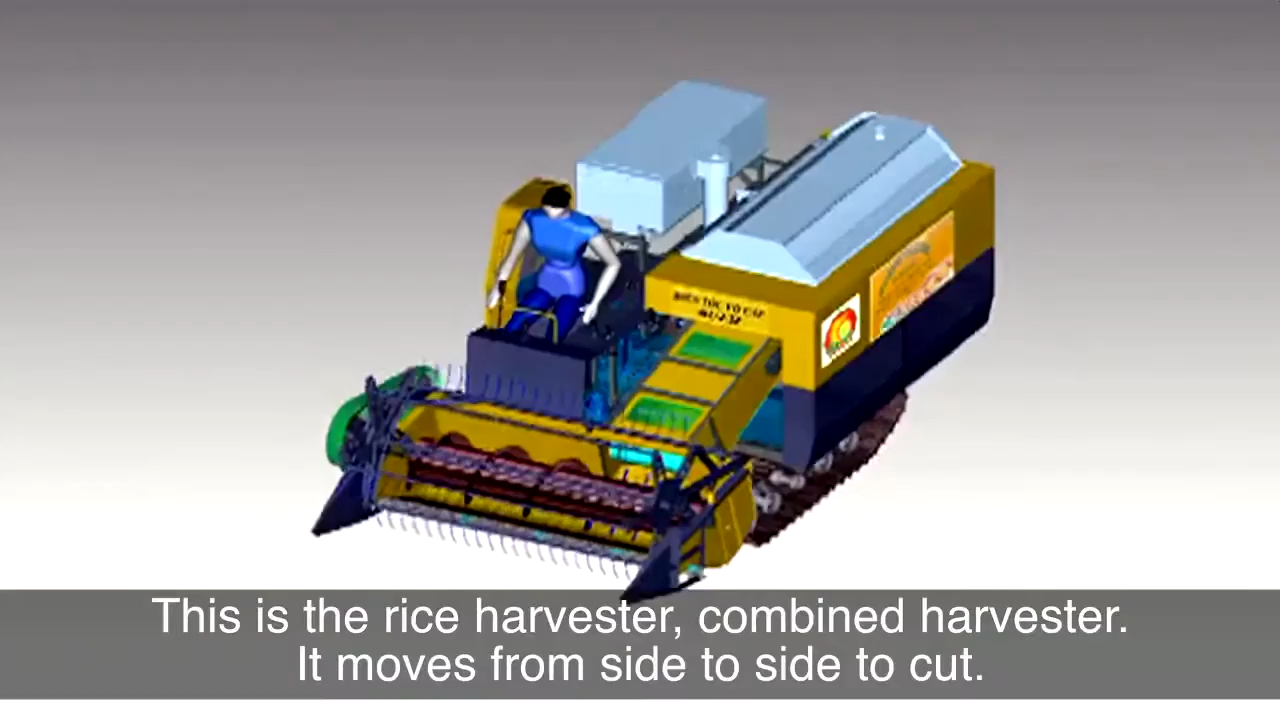 This is the rice harvester, combined harvester.
It moves from side to side to cut.